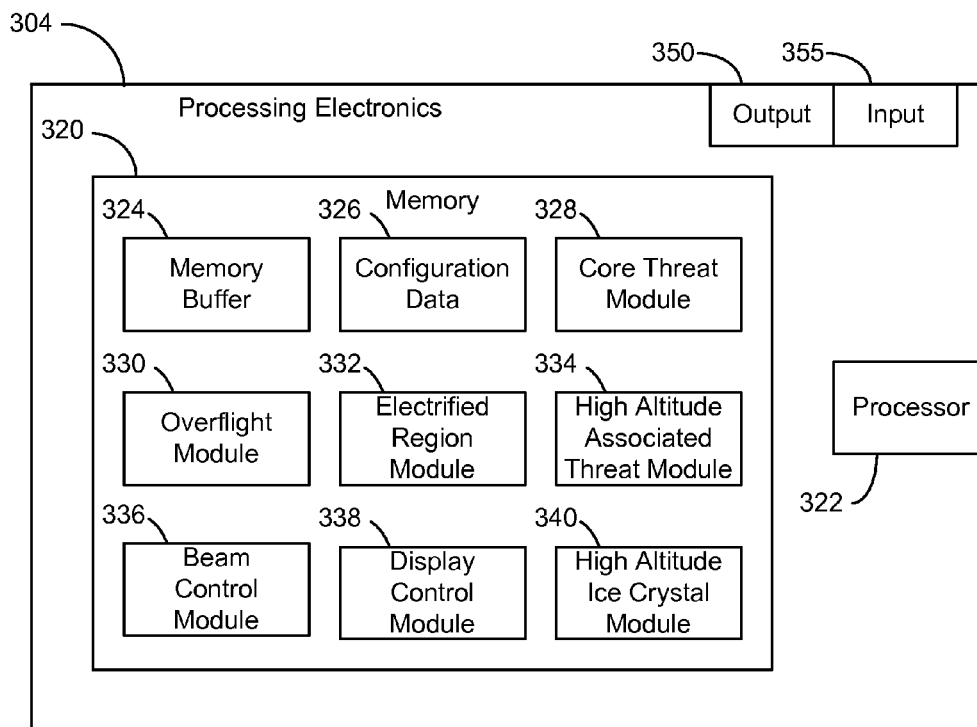 304
350
355
Processing Electronics
Output
Input
320
Memory
324
326
328
Memory
Buffer
Configuration
Data
Core Threat
Module
330
332
334
Overflight
Module
Electrified
Region
Module
High Altitude
Associated
Threat Module
Processor
322
336
338
340
Beam
Control
Module
Display
Control
Module
High Altitude
Ice Crystal
Module